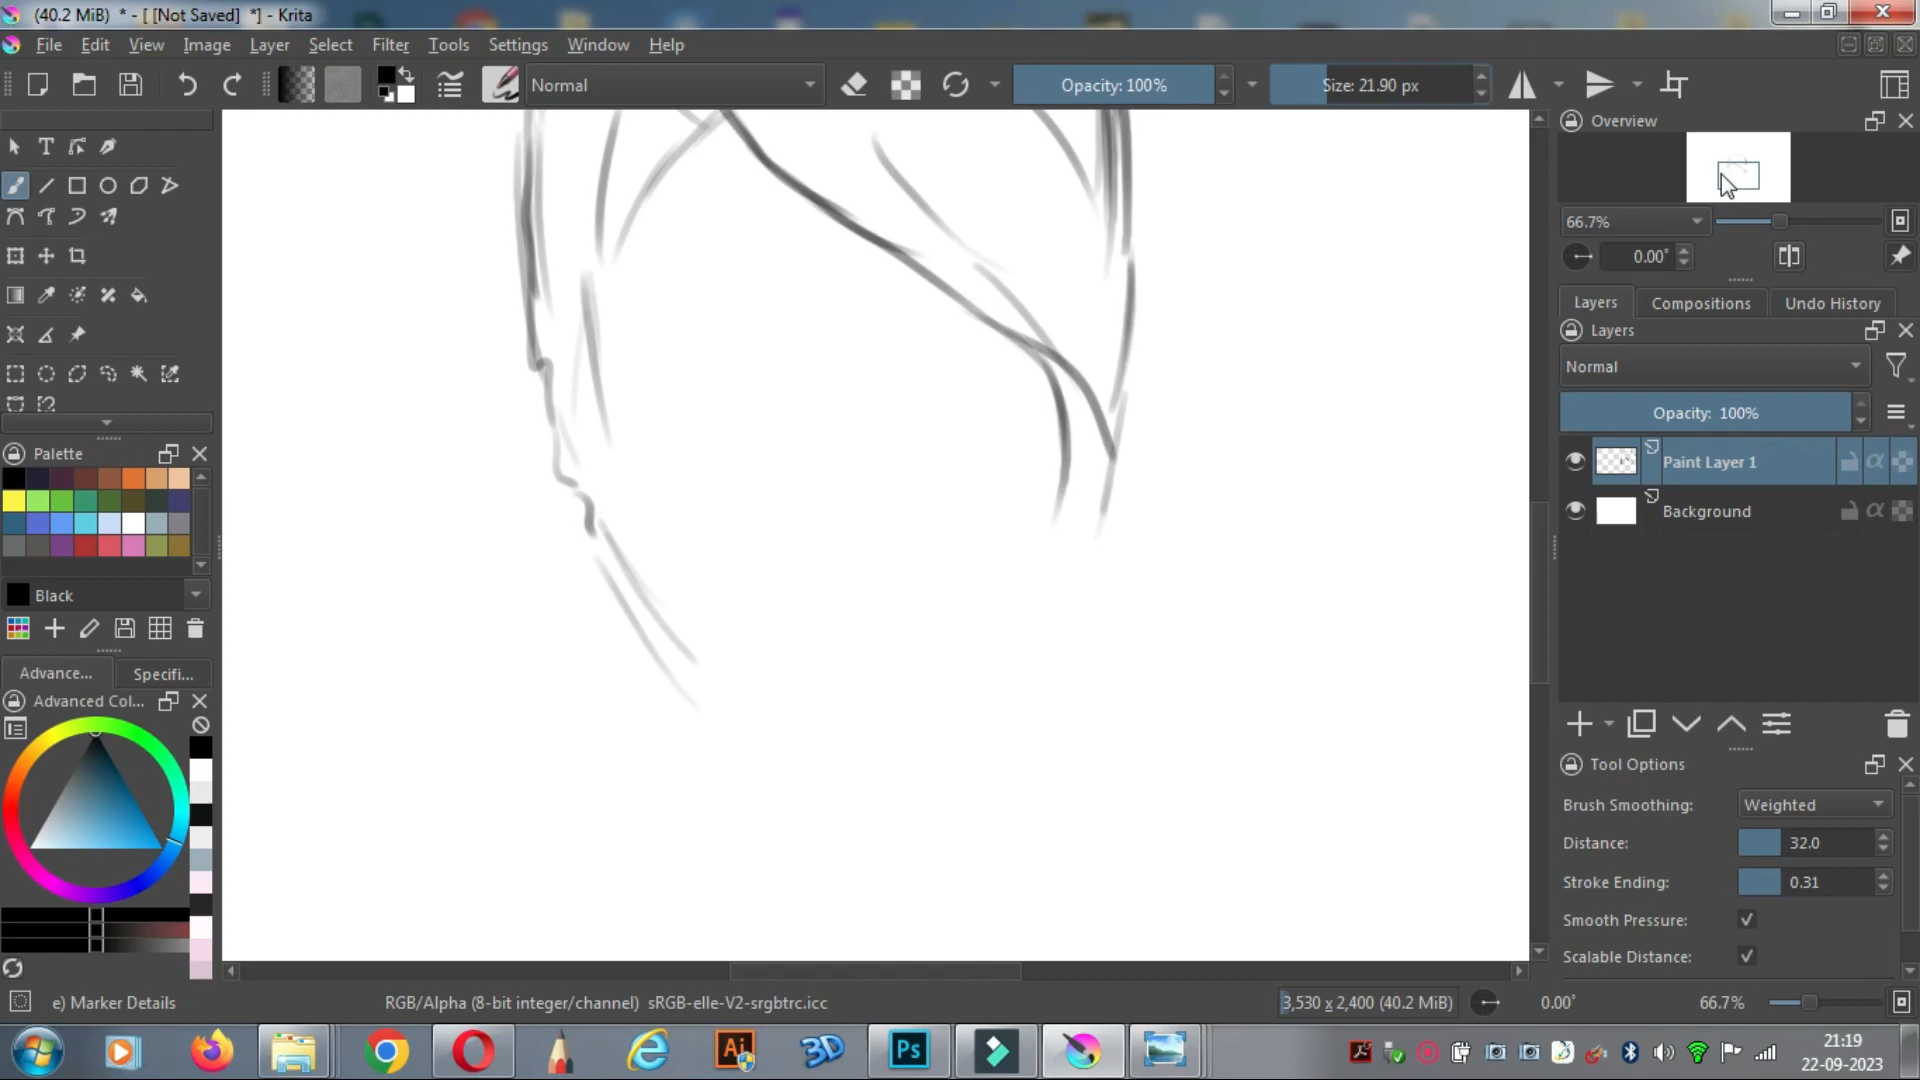 (40.2 MiB)  * - [ [Not Saved]  *] - Krita
File Edit View Image Layer Select Filter Tools Settings Window Help
Normal
Opacity: 100%
Size: 21.90 px
Overview
66.7%
0.00°
Layers Compositions Undo History
Layers
Normal
Opacity:  100%
Paint Layer 1
Background
Palette
Black
Advance... Specifi...
Advanced Col...
Tool Options
Brush Smoothing: Weighted
Distance: 32.0
Stroke Ending: 0.31
Smooth Pressure:
Scalable Distance:
e) Marker Details
RGB/Alpha (8-bit integer/channel)  sRGB-elle-V2-srgbtrc.icc
3,530 x 2,400 (40.2 MiB)
0.00°
66.7%
Ai
3D
Ps
21:19
22-09-2023